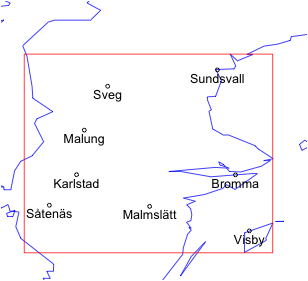 Sundsvall
Sveg
Malung
Karlstad
Bromma
Såtenäs
Malmslätt
Visby